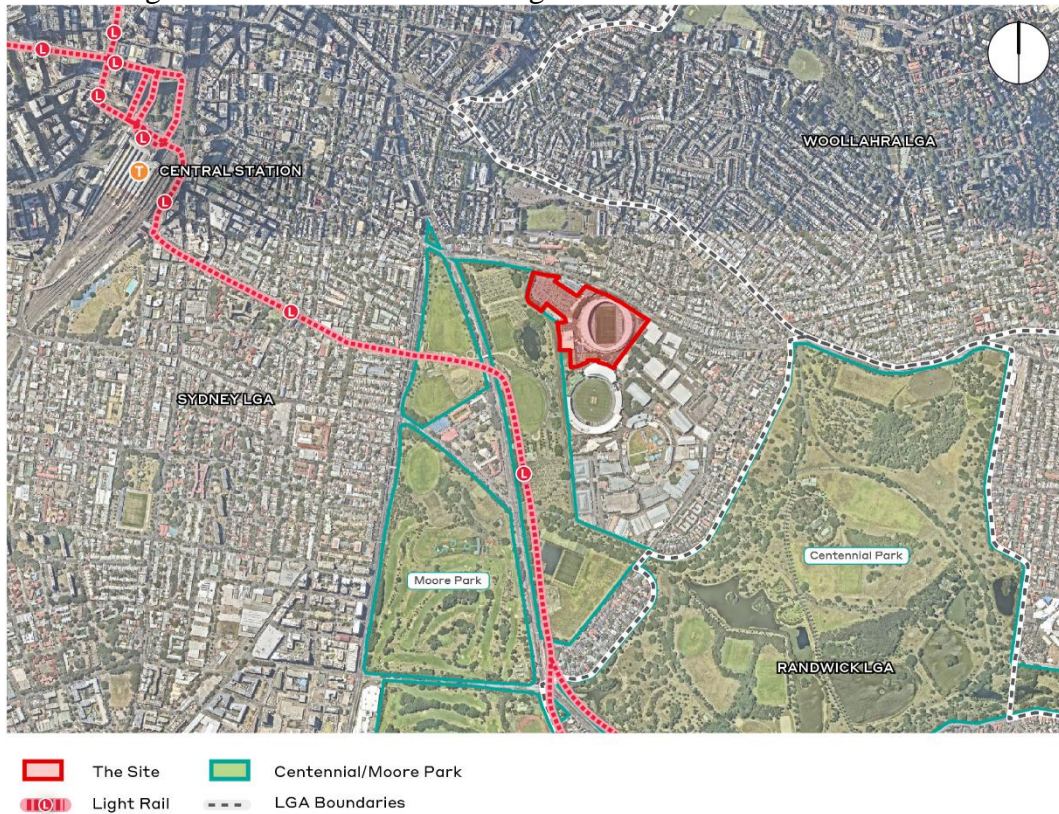 WOOLLAHRA LGA
CENTRAL STATION
SYDNEY LGA
Centennial Park
Moore Park
RANDWICK LGA
The Site
Centennial/Moore Park
Light Rail
LGA Boundaries
L
L
L
L
T
L
L
L
L